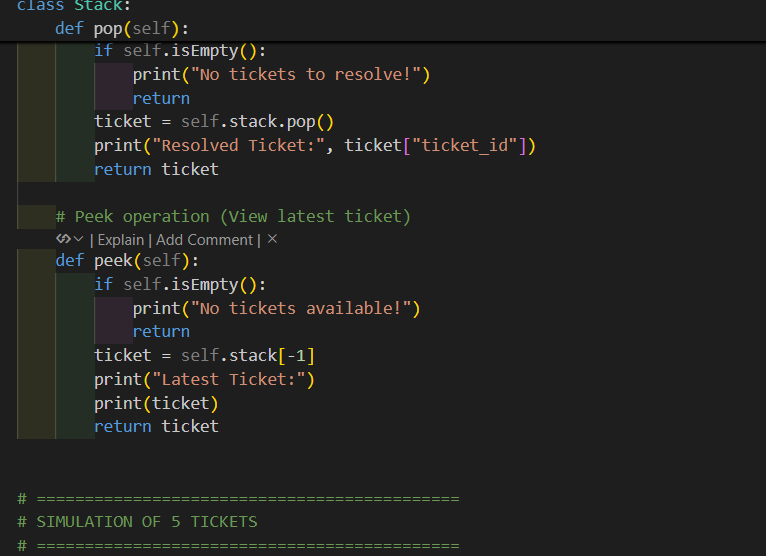 class Stack:
    def pop(self):
        if self.isEmpty():
            print("No tickets to resolve!")
            return
        ticket = self.stack.pop()
        print("Resolved Ticket:", ticket["ticket_id"])
        return ticket
    # Peek operation (View latest ticket)
    | Explain | Add Comment | ×
    def peek(self):
        if self.isEmpty():
            print("No tickets available!")
            return
        ticket = self.stack[-1]
        print("Latest Ticket:")
        print(ticket)
        return ticket
# ============================================
# SIMULATION OF 5 TICKETS
# ============================================